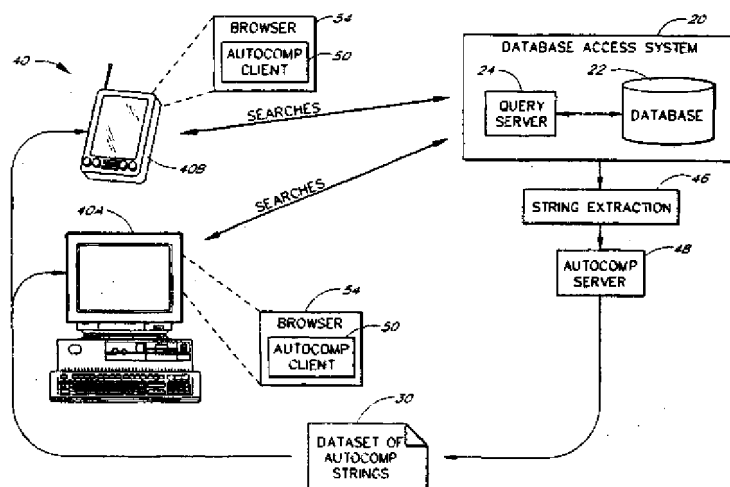 54
BROWSER
AUTOCOMP
CLIENT
50
40
40B
SEARCHES
SEARCHES
20
DATABASE ACCESS SYSTEM
24
22
QUERY
SERVER
DATABASE
46
STRING EXTRACTION
48
AUTOCOMP
SERVER
40A
54
BROWSER
50
AUTOCOMP
CLIENT
30
DATASET OF
AUTOCOMP
STRINGS